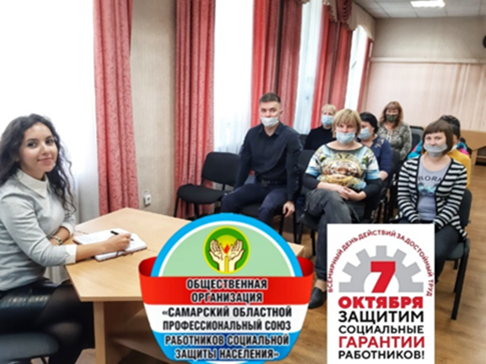 ОБЩЕСТВЕННАЯ
ОРГАНИЗАЦИЯ
«САМАРСКИЙ ОБЛАСТНОЙ
ПРОФЕССИОНАЛЬНЫЙ СОЮЗ
РАБОТНИКОВ СОЦИАЛЬНОЙ
ЗАЩИТЫ НАСЕЛЕНИЯ»
ВСЕМИРНЫЙ ДЕНЬ ДЕЙСТВИЙ ЗА ДОСТОЙНЫЙ ТРУД
7
ОКТЯБРЯ
ЗАЩИТИМ
СОЦИАЛЬНЫЕ
ГАРАНТИИ
РАБОТНИКОВ!